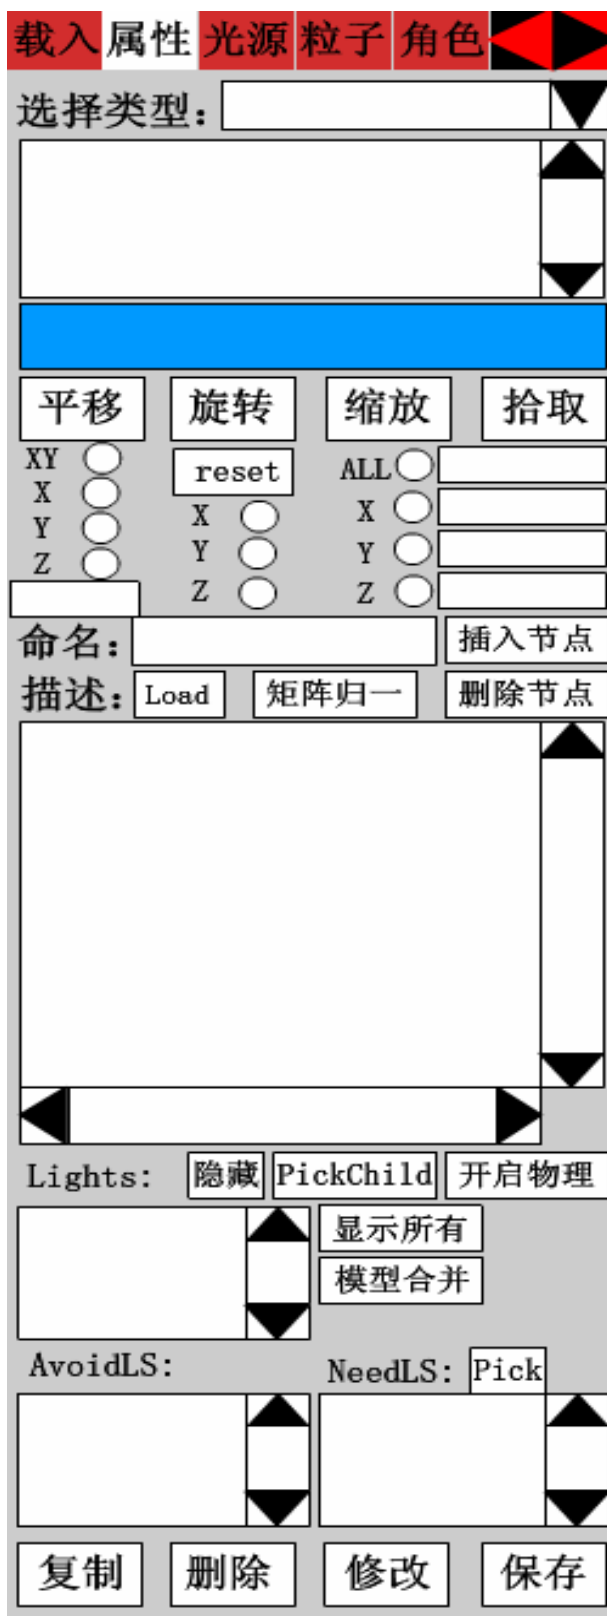 载入 属性 光源 粒子 角色
选择类型：
平移 旋转 缩放 拾取
XY reset ALL
X X X
Y Y Y
Z Z Z
命名： 插入节点
描述： Load 矩阵归一 删除节点
Lights: 隐藏 PickChild 开启物理
显示所有
模型合并
AvoidLS: NeedLS: Pick
复制 删除 修改 保存